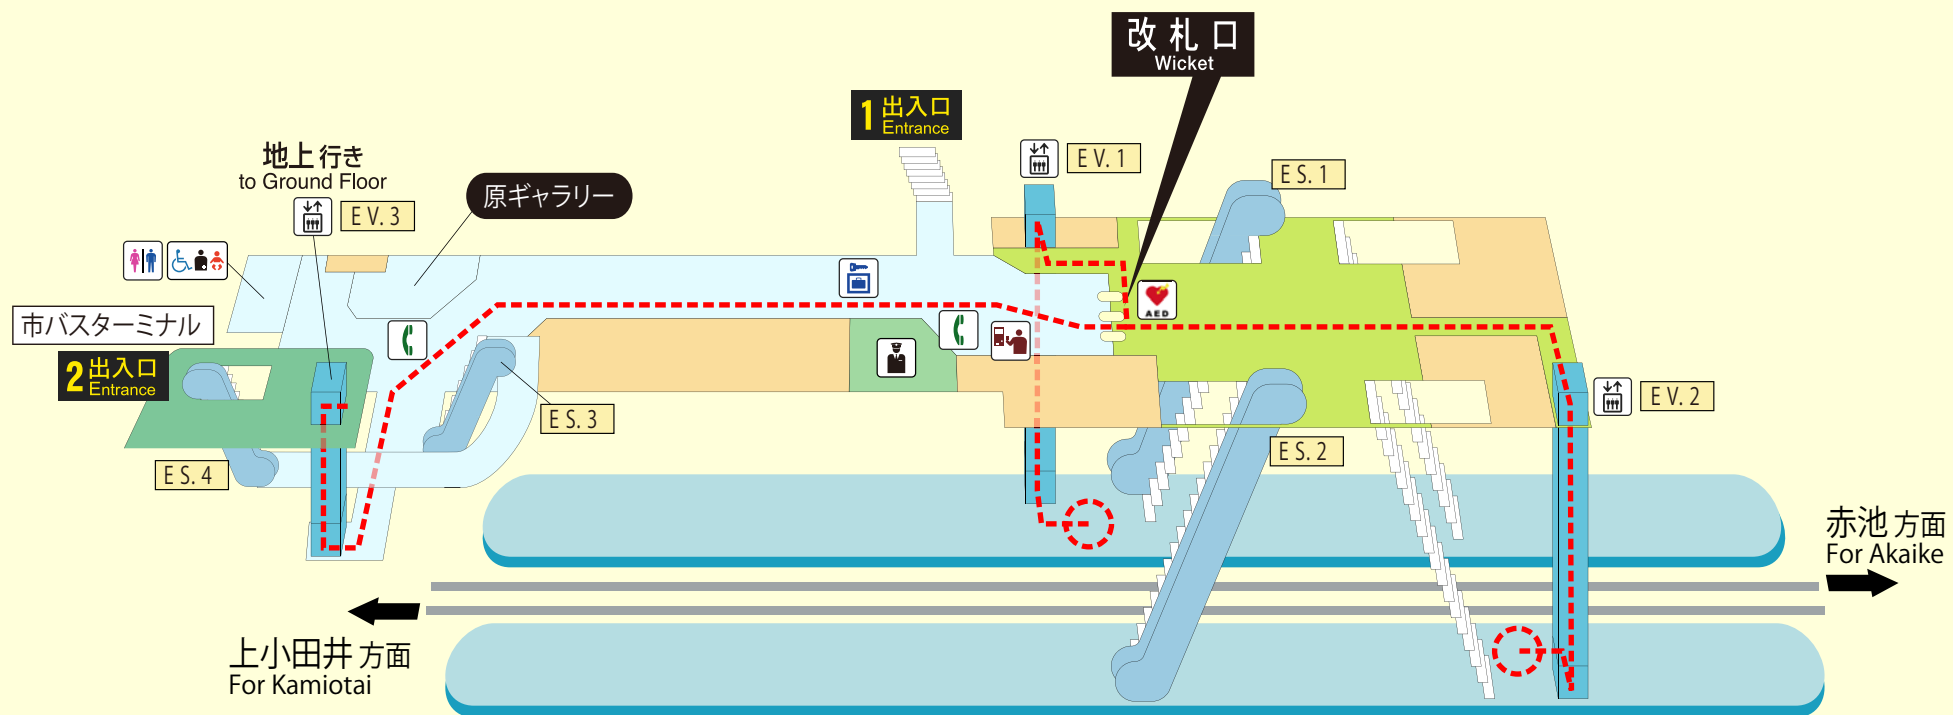 改札口
Wicket
1 出入口
Entrance
地上 行き
to Ground Floor
EV. 3
原ギャラリー
EV. 1
ES. 1
市バスターミナル
2 出入口
Entrance
AED
ES. 3
EV. 2
ES. 4
ES. 2
赤池 方面
For Akaike
上小田井 方面
For Kamiotai